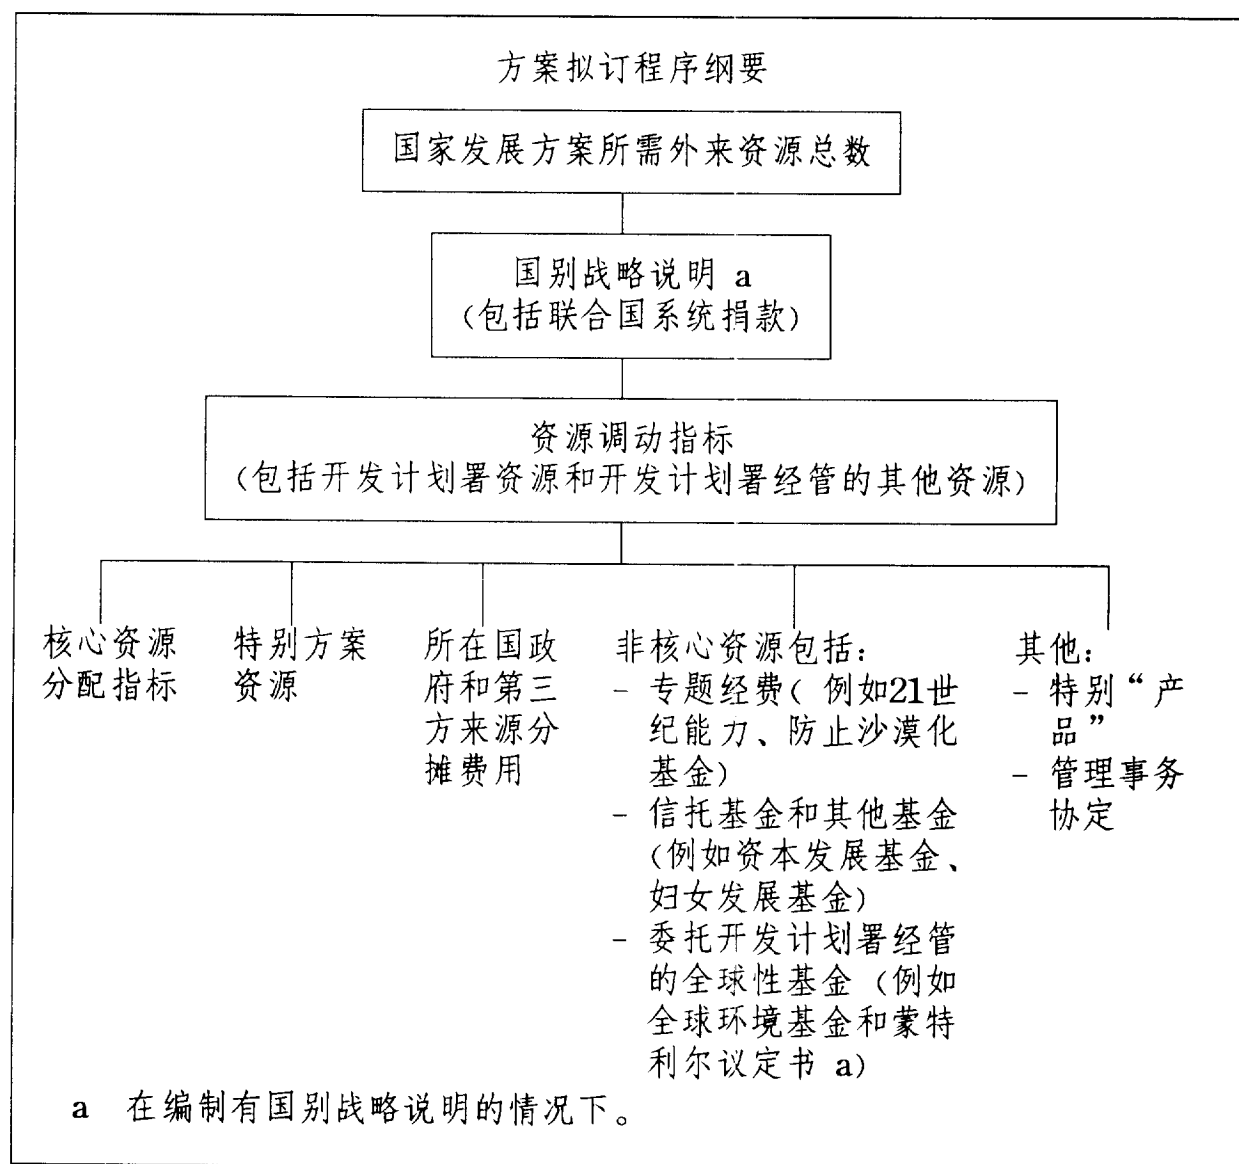 方案拟订程序纲要
国家发展方案所需外来资源总数
国别战略说明 a
(包括联合国系统捐款)
资源调动指标
(包括开发计划署资源和开发计划署经管的其他资源)
核心资源
分配指标
特别方案
资源
所在国政
府和第三
方来源分
摊费用
非核心资源包括:
- 专题经费( 例如21世
纪能力、防止沙漠化
基金)
- 信托基金和其他基金
(例如资本发展基金、
妇女发展基金)
- 委托开发计划署经管
的全球性基金 (例如
全球环境基金和蒙特
利尔议定书 a)
其他:
- 特别“产
品”
- 管理事务
协定
a 在编制有国别战略说明的情况下。